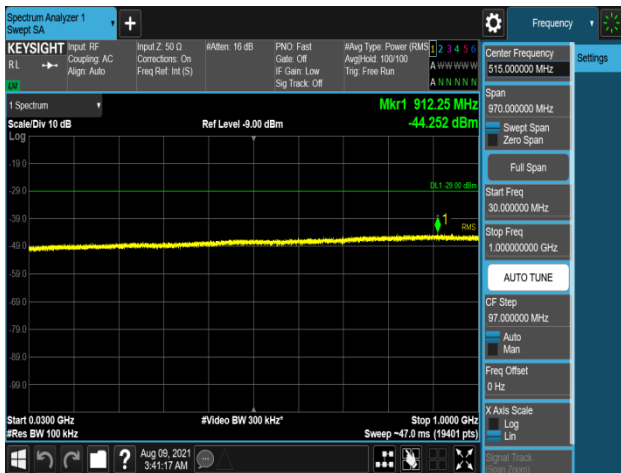 Spectrum Analyzer 1
Swept SA
+
Frequency
KEYSIGHT
RL
LXI
Input: RF
Coupling: AC
Align: Auto
Input Z: 50 Ω
Corrections: On
Freq Ref: Int (S)
#Atten: 16 dB
PNO: Fast
Gate: Off
IF Gain: Low
Sig Track: Off
#Avg Type: Power (RMS
Avg|Hold: 100/100
Trig: Free Run
1 2 3 4 5 6
A W W W W W
A N N N N N
1 Spectrum
Scale/Div 10 dB
Log
Ref Level -9.00 dBm
Mkr1 912.25 MHz
-44.252 dBm
-19.0
-29.0
DL1 -29.00 dBm
-39.0
1
RMS
-49.0
-59.0
-69.0
-79.0
-89.0
-99.0
Start 0.0300 GHz
#Res BW 100 kHz
#Video BW 300 kHz*
Stop 1.0000 GHz
Sweep ~47.0 ms (19401 pts)
?
Aug 09, 2021
3:41:17 AM
Center Frequency
515.000000 MHz
Settings
Span
970.000000 MHz
Swept Span
Zero Span
Full Span
Start Freq
30.000000 MHz
Stop Freq
1.000000000 GHz
AUTO TUNE
CF Step
97.000000 MHz
Auto
Man
Freq Offset
0 Hz
X Axis Scale
Log
Lin
Signal Track
(Span Zoom)